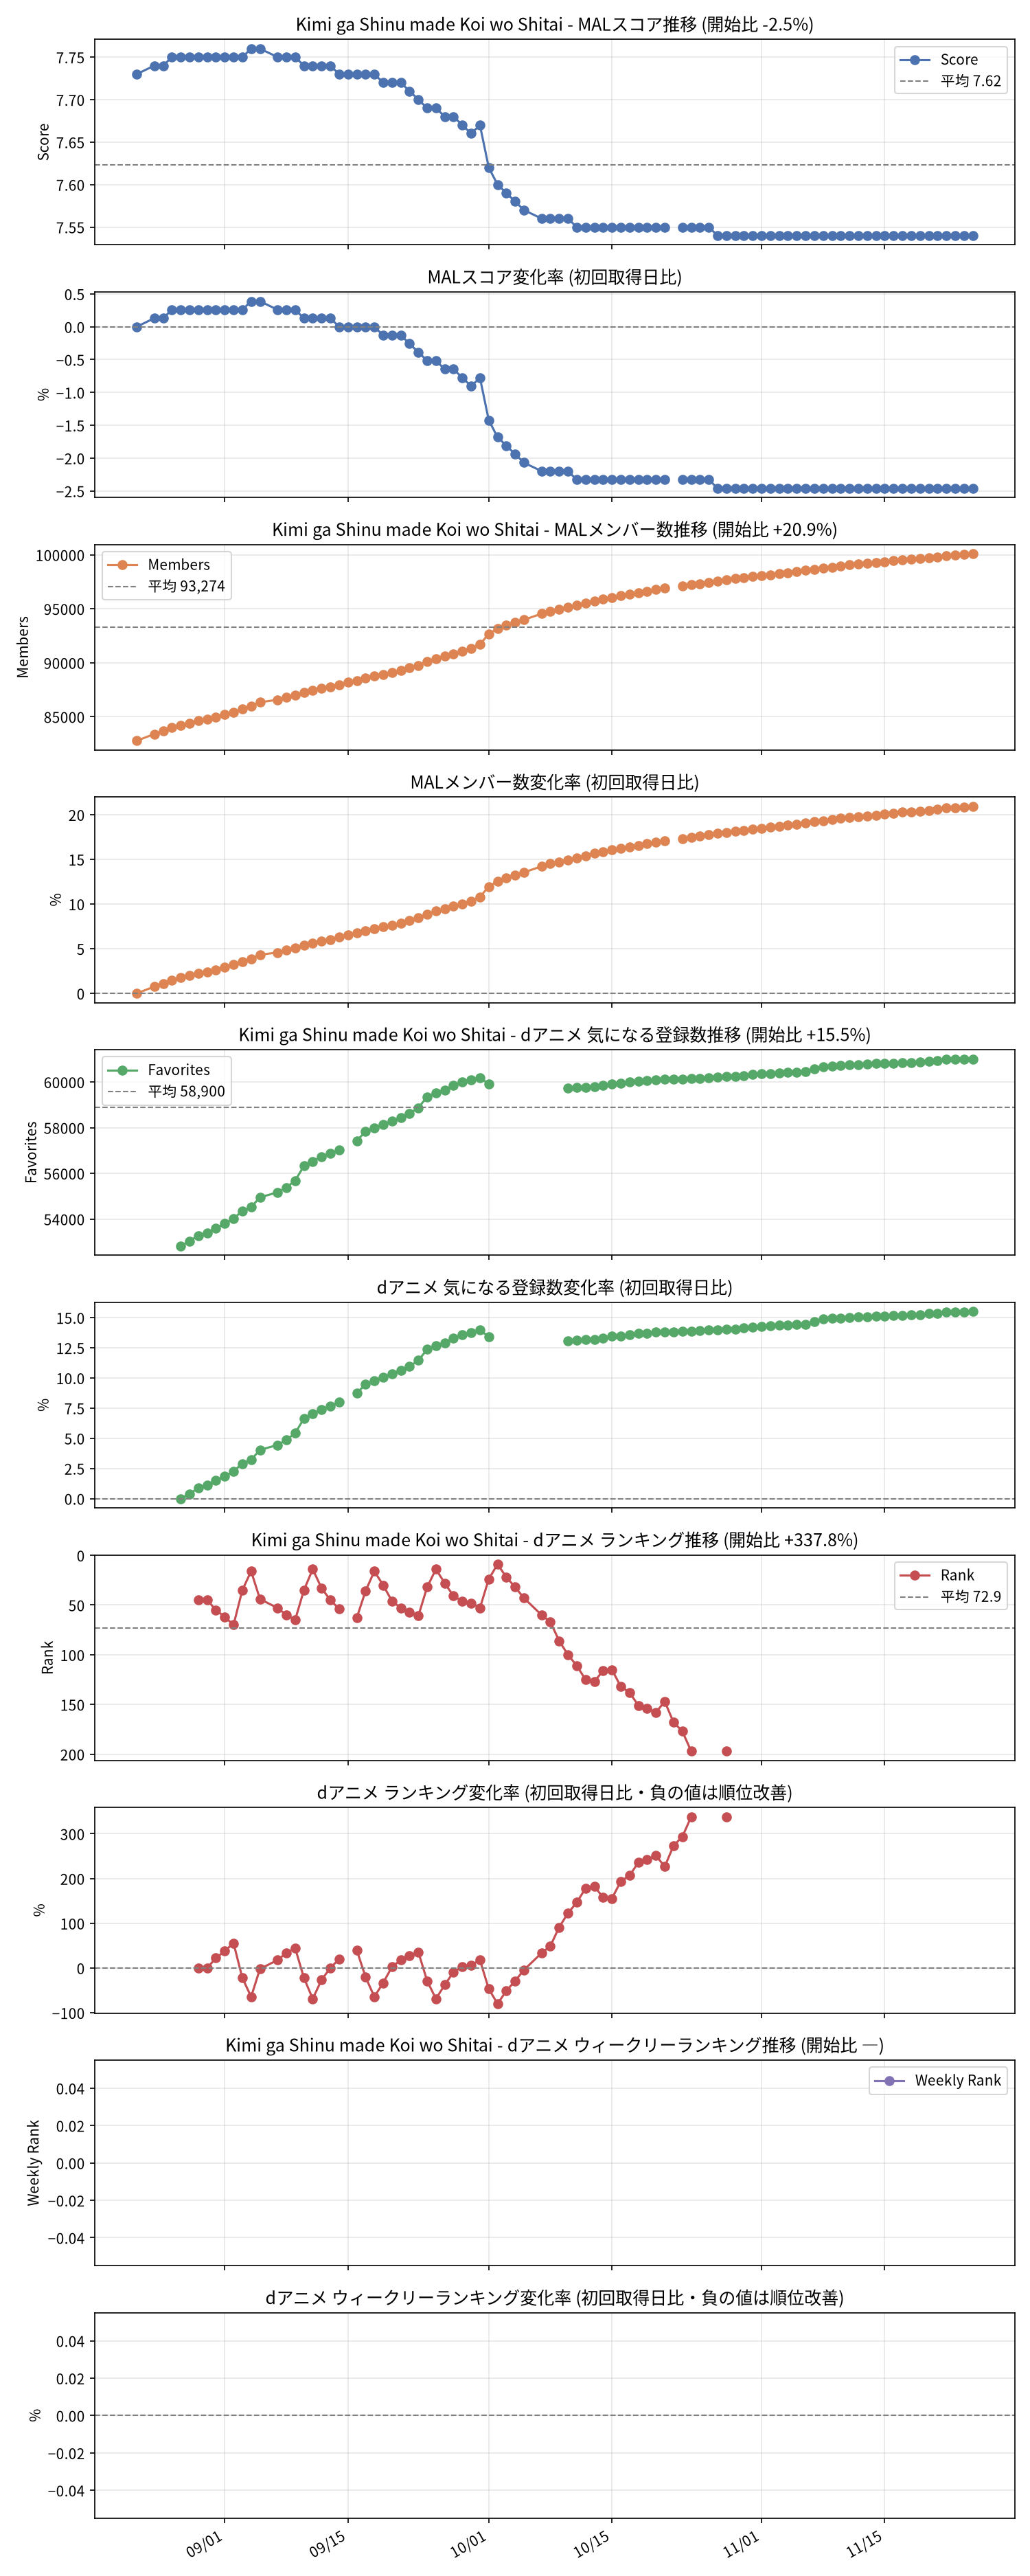 Kimi ga Shinu made Koi wo Shitai - MALスコア推移 (開始比 -2.5%)
7.75
7.70
7.65
7.60
7.55
Score
Score
平均 7.62
MALスコア変化率 (初回取得日比)
0.5
0.0
−0.5
−1.0
−1.5
−2.0
−2.5
%
Kimi ga Shinu made Koi wo Shitai - MALメンバー数推移 (開始比 +20.9%)
100000
95000
90000
85000
Members
Members
平均 93,274
MALメンバー数変化率 (初回取得日比)
20
15
10
5
0
%
Kimi ga Shinu made Koi wo Shitai - dアニメ 気になる登録数推移 (開始比 +15.5%)
60000
58000
56000
54000
Favorites
Favorites
平均 58,900
dアニメ 気になる登録数変化率 (初回取得日比)
15.0
12.5
10.0
7.5
5.0
2.5
0.0
%
Kimi ga Shinu made Koi wo Shitai - dアニメ ランキング推移 (開始比 +337.8%)
0
50
100
150
200
Rank
Rank
平均 72.9
dアニメ ランキング変化率 (初回取得日比・負の値は順位改善)
300
200
100
0
−100
%
Kimi ga Shinu made Koi wo Shitai - dアニメ ウィークリーランキング推移 (開始比 —)
0.04
0.02
0.00
−0.02
−0.04
Weekly Rank
Weekly Rank
dアニメ ウィークリーランキング変化率 (初回取得日比・負の値は順位改善)
0.04
0.02
0.00
−0.02
−0.04
%
09/01
09/15
10/01
10/15
11/01
11/15